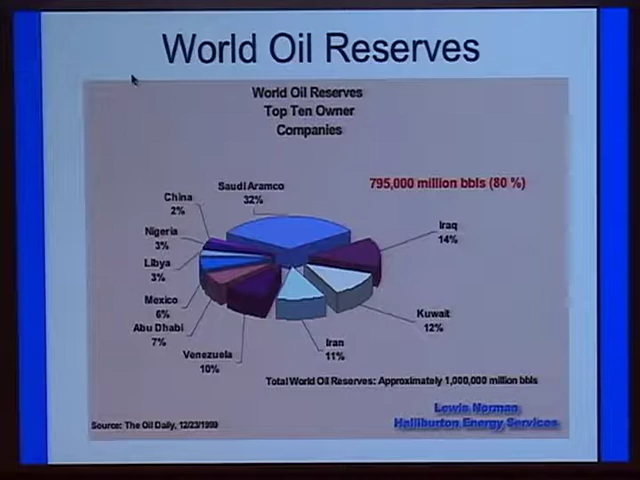 World Oil Reserves
World Oil Reserves
Top Ten Owner
Companies
795,000 million bbls (80 %)
Saudi Aramco
32%
China
2%
Iraq
14%
Nigeria
3%
Libya
3%
Mexico
6%
Kuwait
12%
Abu Dhabi
7%
Iran
11%
Venezuela
10%
Total World Oil Reserves: Approximately 1,000,000 million bbls
Lewis Norman
Halliburton Energy Services
Source: The Oil Daily, 12/23/1999